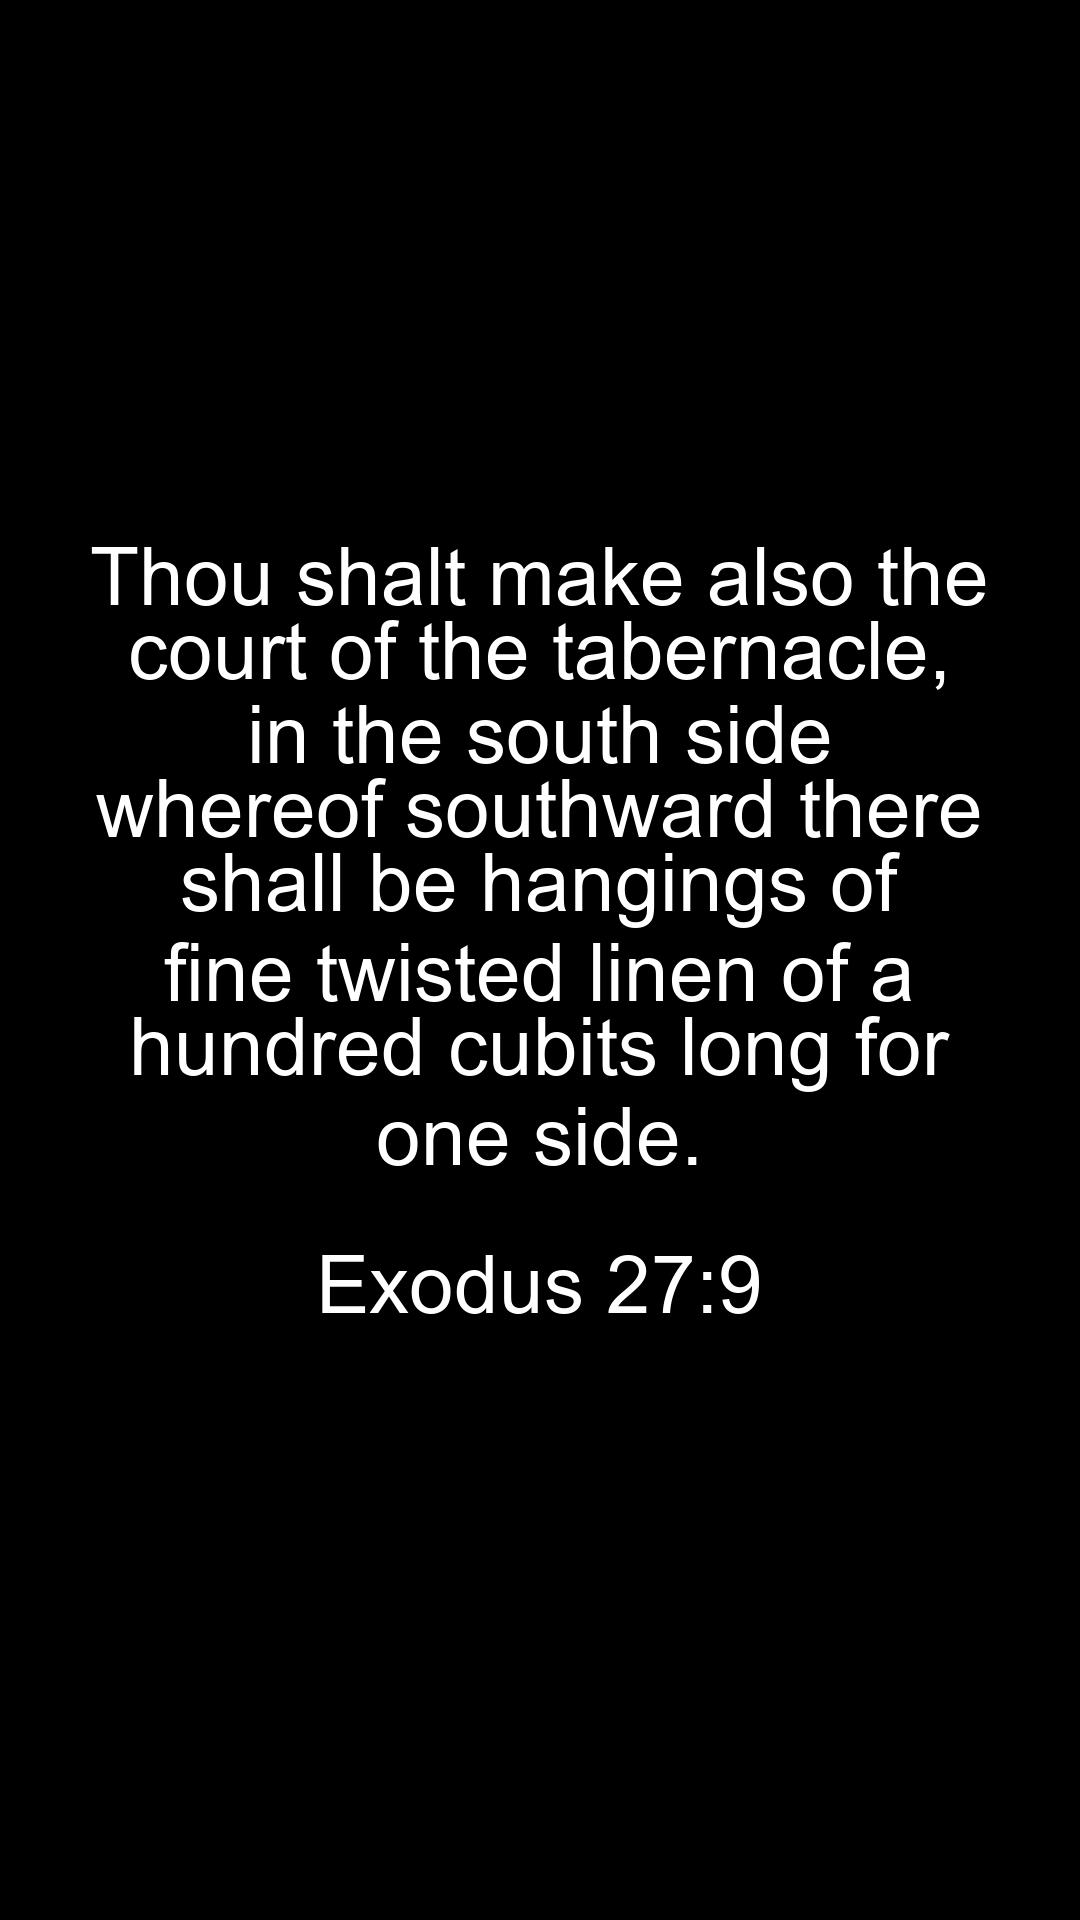 Thou shalt make also the
court of the tabernacle,
in the south side
whereof southward there
shall be hangings of
fine twisted linen of a
hundred cubits long for
one side.
Exodus 27:9